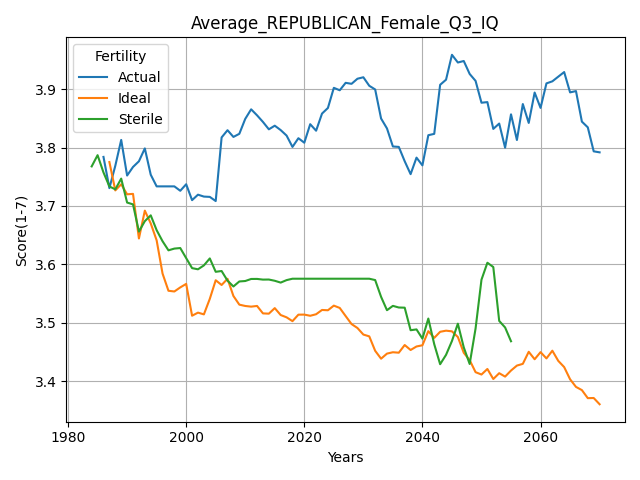 Average_REPUBLICAN_Female_Q3_IQ
Fertility
Actual
Ideal
Sterile
Score(1-7)
3.9
3.8
3.7
3.6
3.5
3.4
1980
2000
2020
2040
2060
Years